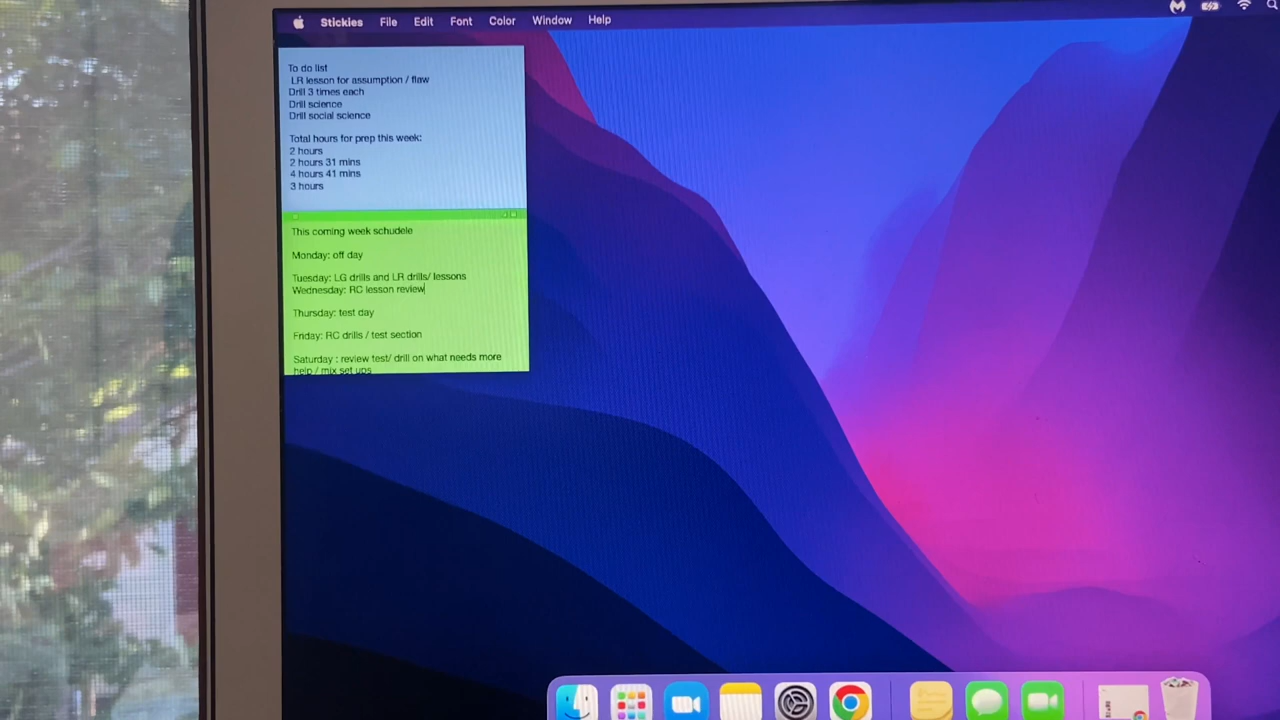 Stickies File Edit Font Color Window Help
To do list
LR lesson for assumption / flaw
Drill 3 times each
Drill science
Drill social science
Total hours for prep this week:
2 hours
2 hours 31 mins
4 hours 41 mins
3 hours
This coming week schudele
Monday: off day
Tuesday: LG drills and LR drills/ lessons
Wednesday: RC lesson review
Thursday: test day
Friday: RC drills / test section
Saturday : review test/ drill on what needs more
help / mix set ups